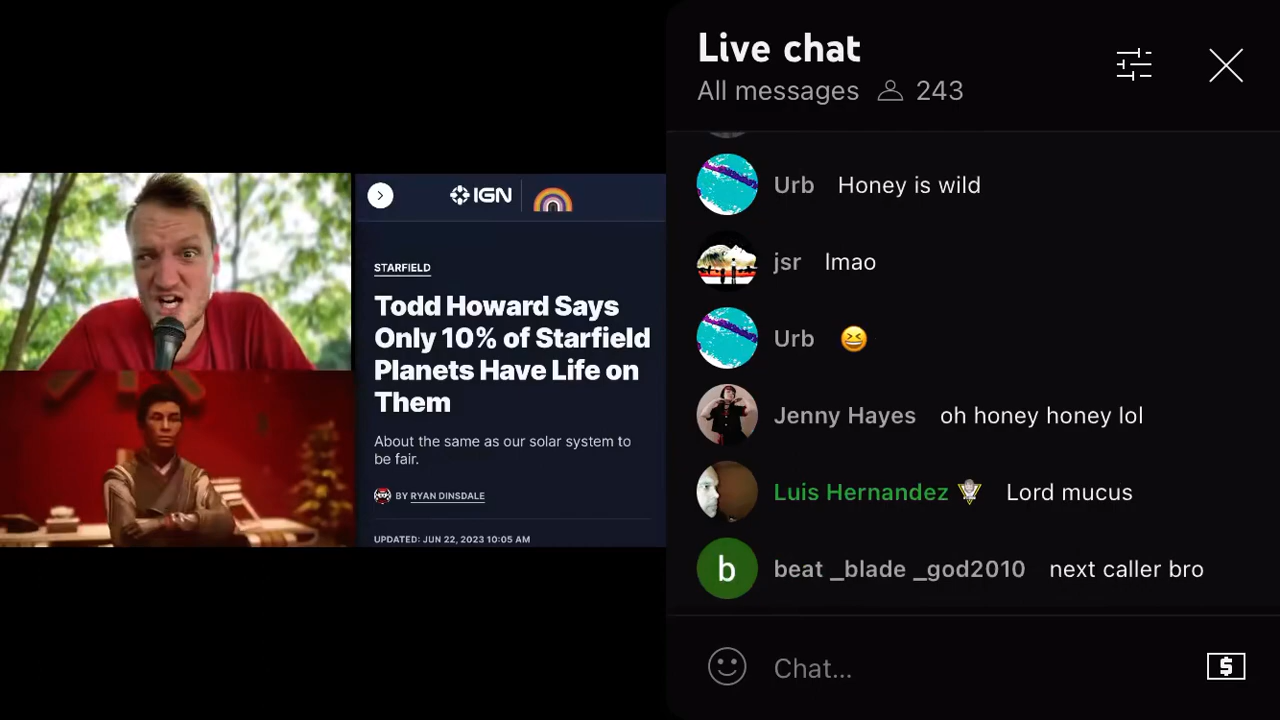 IGN
STARFIELD
Todd Howard Says
Only 10% of Starfield
Planets Have Life on
Them
About the same as our solar system to
be fair.
BY RYAN DINSDALE
UPDATED: JUN 22, 2023 10:05 AM
Live chat
All messages 243
Urb Honey is wild
jsr lmao
Urb 😆
Jenny Hayes oh honey honey lol
Luis Hernandez Lord mucus
b beat _blade _god2010 next caller bro
Chat...
$